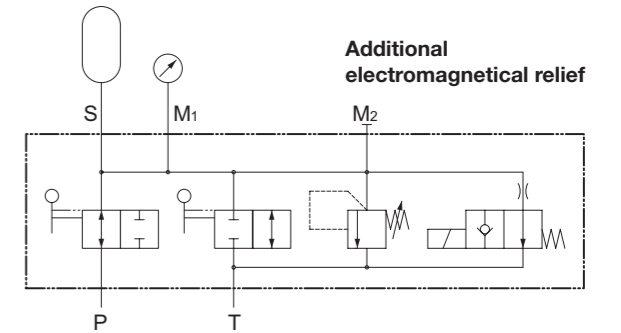 Additional
electromagnetical relief
S
M1
M2
P
T